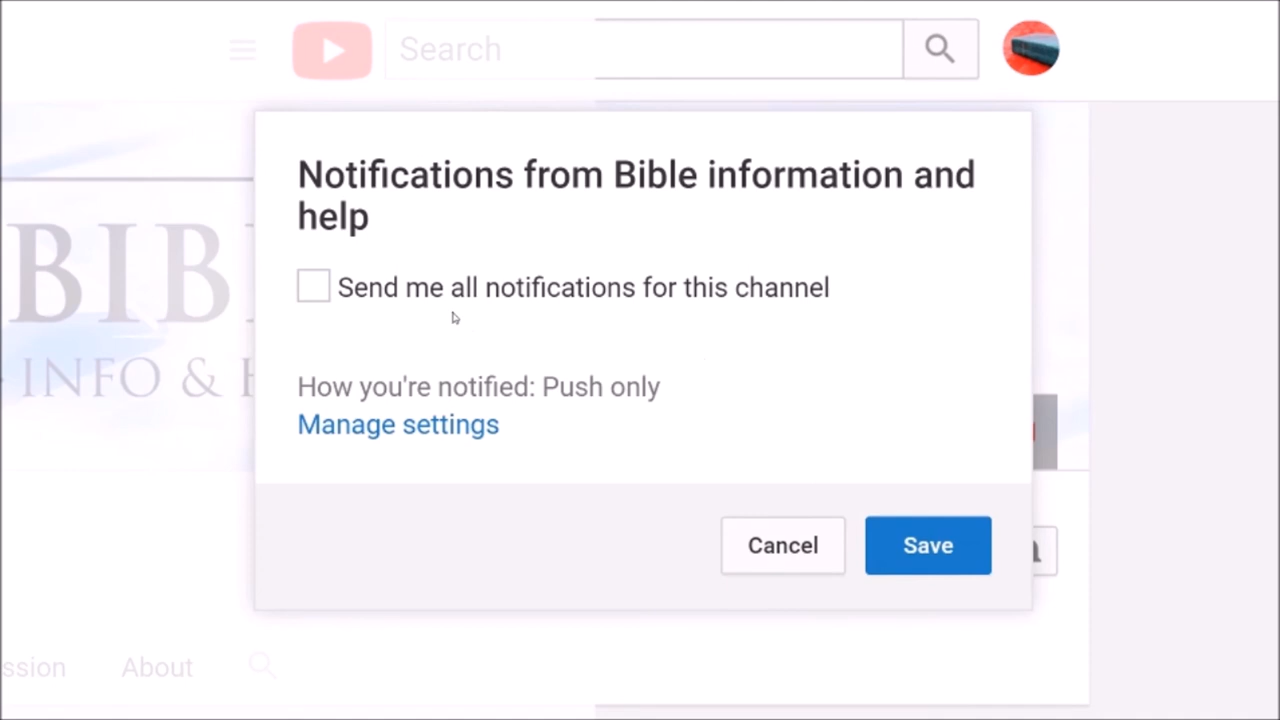 Search
Notifications from Bible information and
help
Send me all notifications for this channel
How you're notified: Push only
Manage settings
Cancel
Save
BIB
INFO &
ssion
About